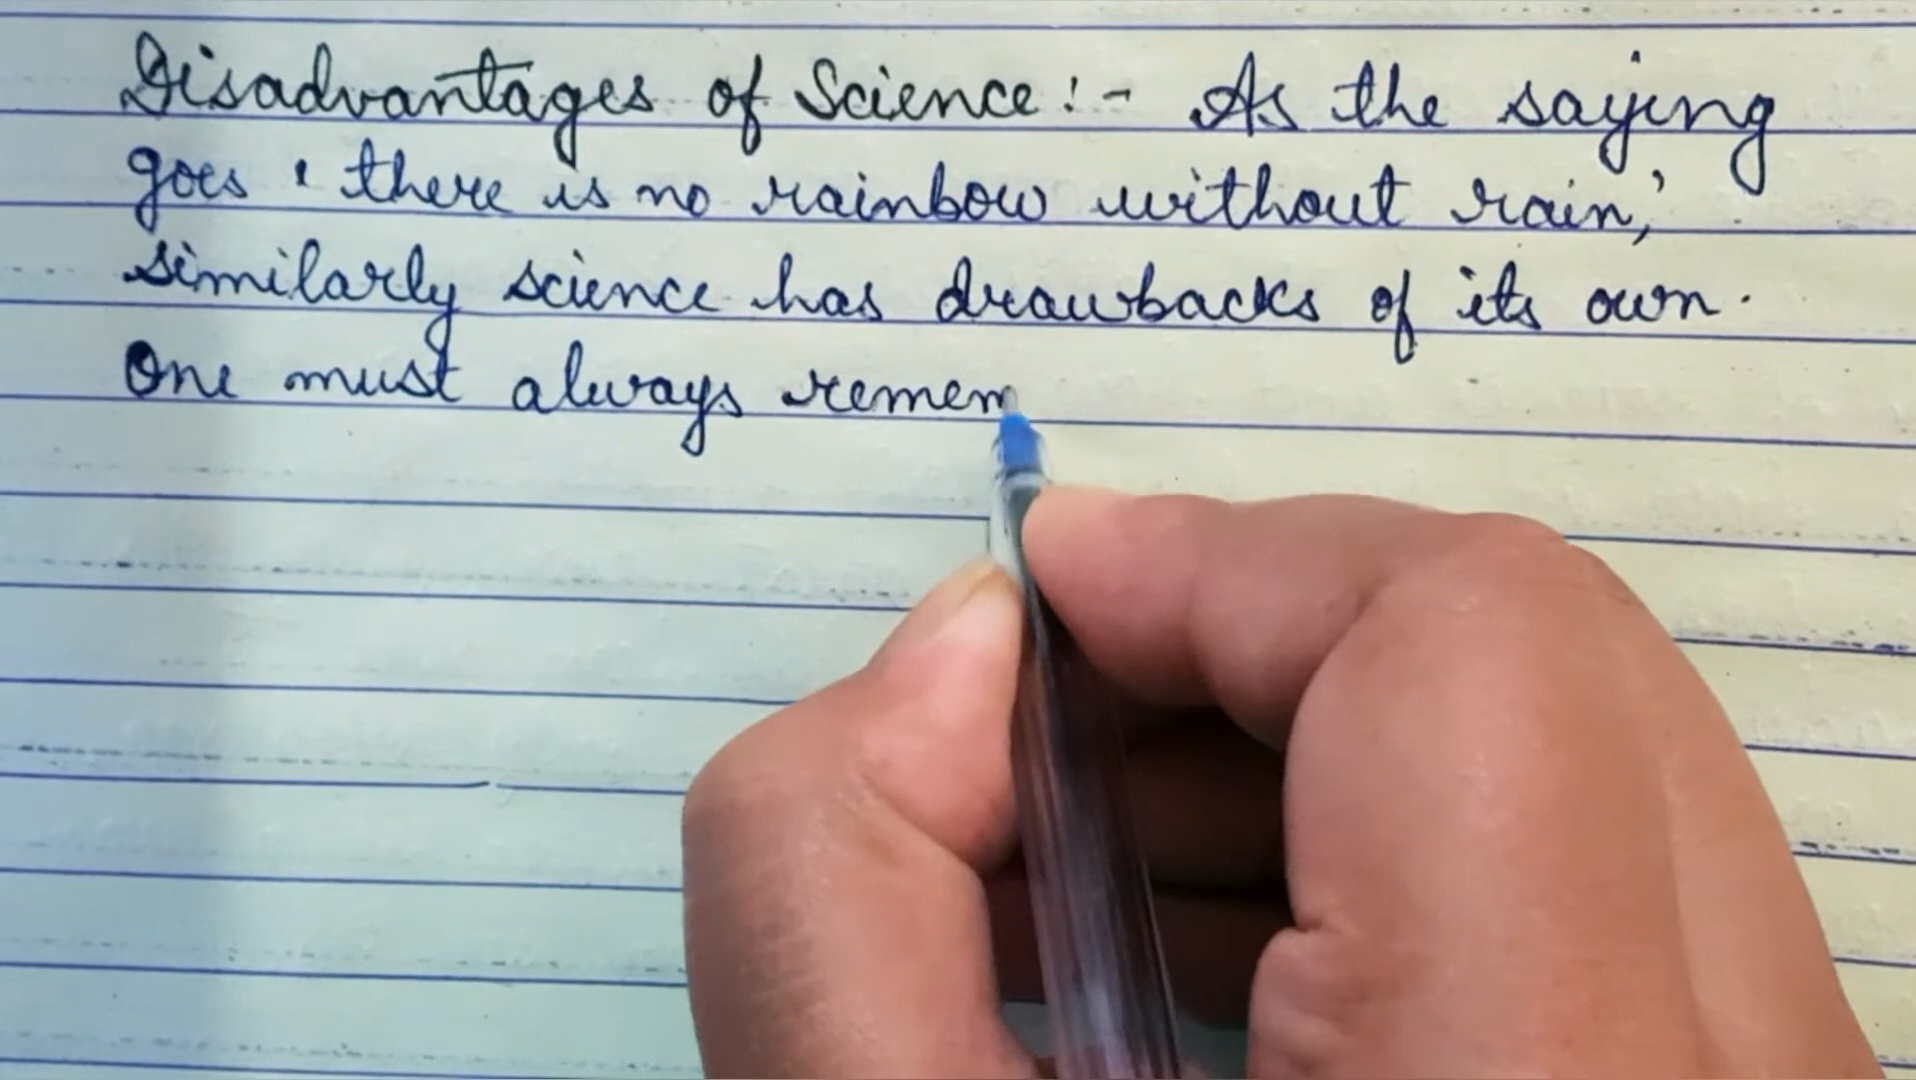 Disadvantages of Science:- As the saying
goes 'there is no rainbow without rain,'
similarly science has drawbacks of its own.
One must always remem